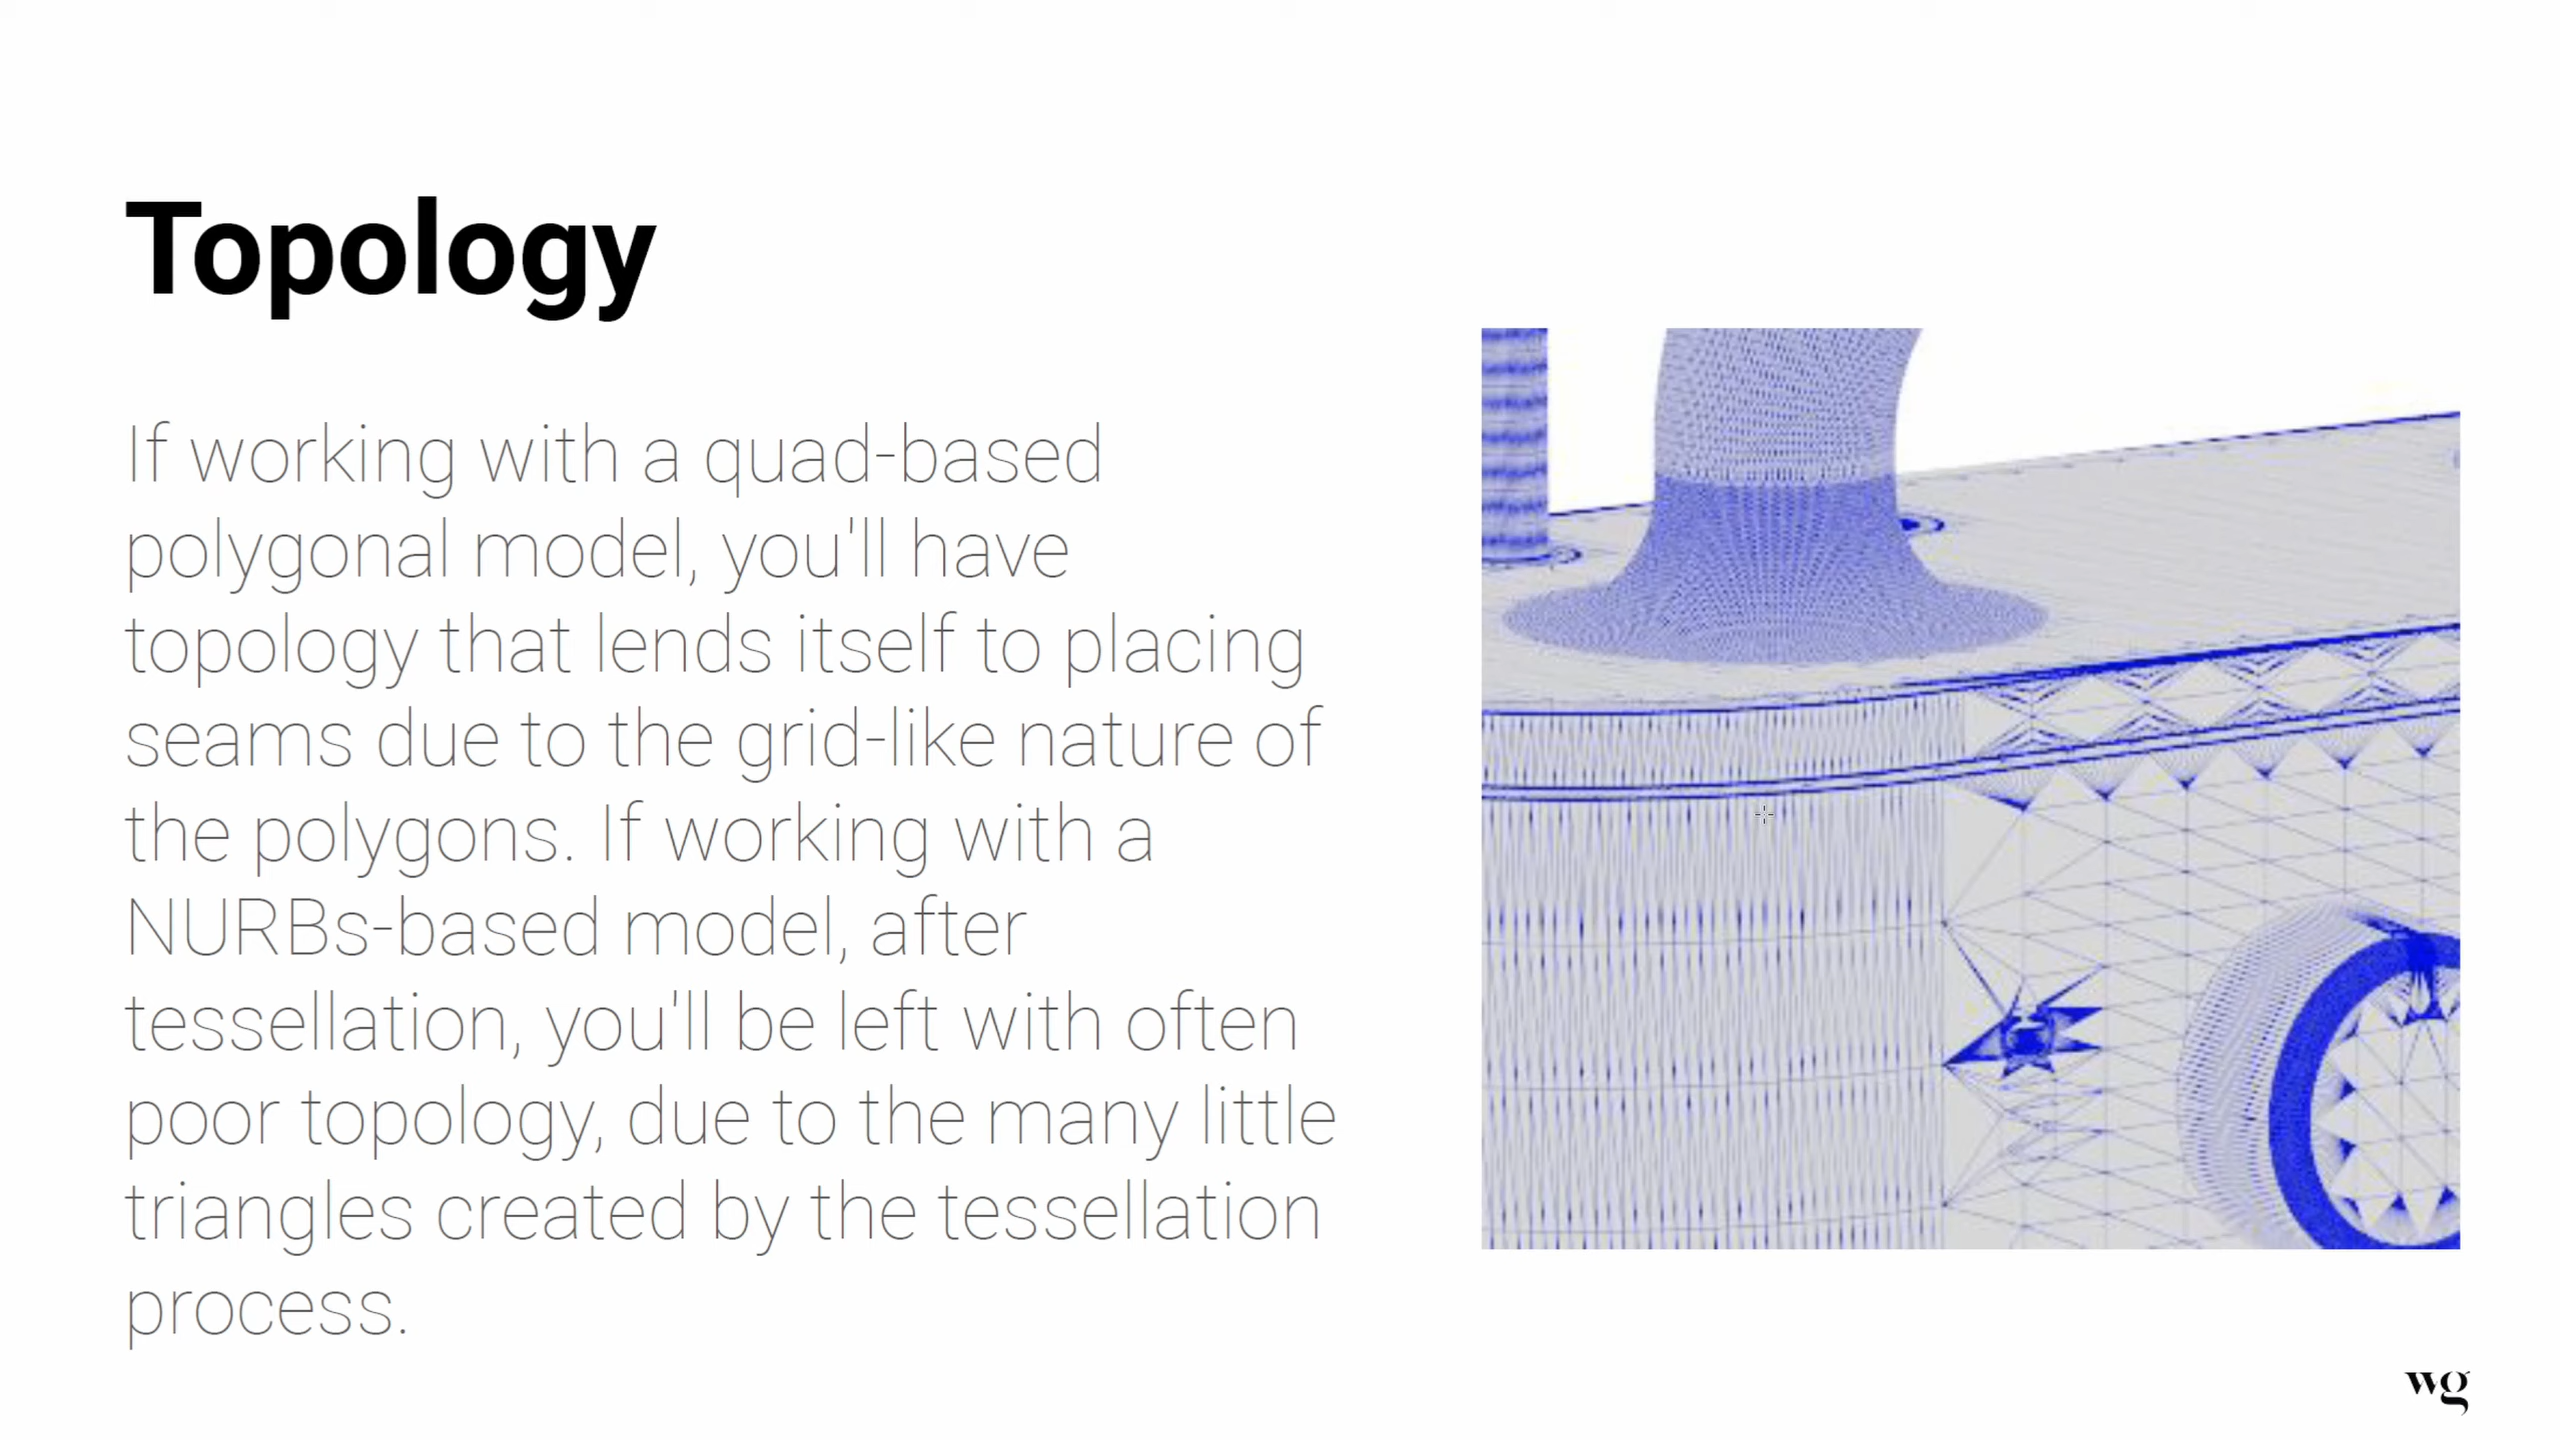 Topology
If working with a quad-based
polygonal model, you'll have
topology that lends itself to placing
seams due to the grid-like nature of
the polygons. If working with a
NURBs-based model, after
tessellation, you'll be left with often
poor topology, due to the many little
triangles created by the tessellation
process.
wg